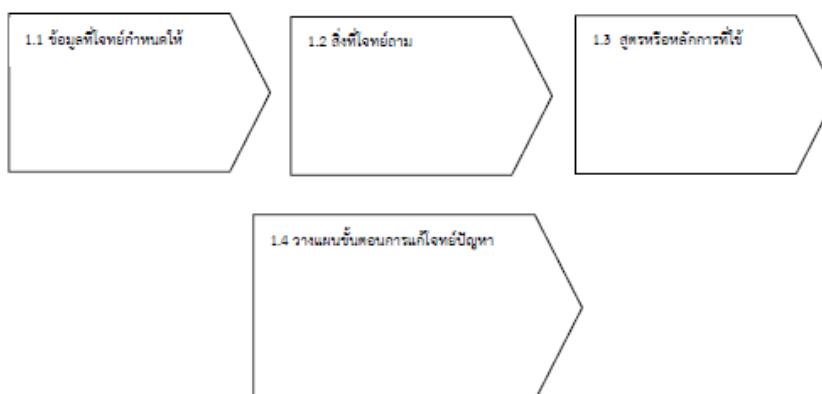 1.1 ข้อมูลที่โจทย์กำหนดให้
1.2 สิ่งที่โจทย์ถาม
1.3 สูตรหรือหลักการที่ใช้
1.4 วางแผนขั้นตอนการแก้โจทย์ปัญหา